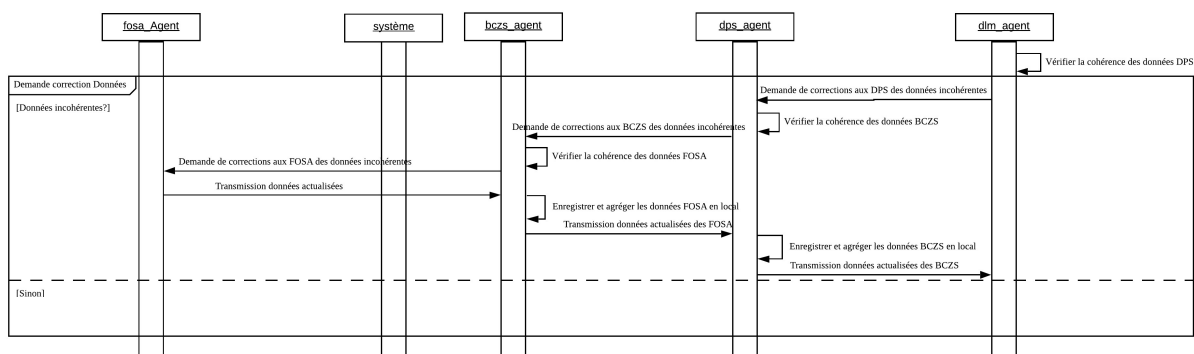 fosa_Agent
système
bczs_agent
dps_agent
dlm_agent
Vérifier la cohérence des données DPS
Demande correction Données
Demande de corrections aux DPS des données incohérentes
[Données incohérentes?]
Vérifier la cohérence des données BCZS
Demande de corrections aux BCZS des données incohérentes
Vérifier la cohérence des données FOSA
Demande de corrections aux FOSA des données incohérentes
Transmission données actualisées
Enregistrer et agréger les données FOSA en local
Transmission données actualisées des FOSA
Enregistrer et agréger les données BCZS en local
Transmission données actualisées des BCZS
[Sinon]